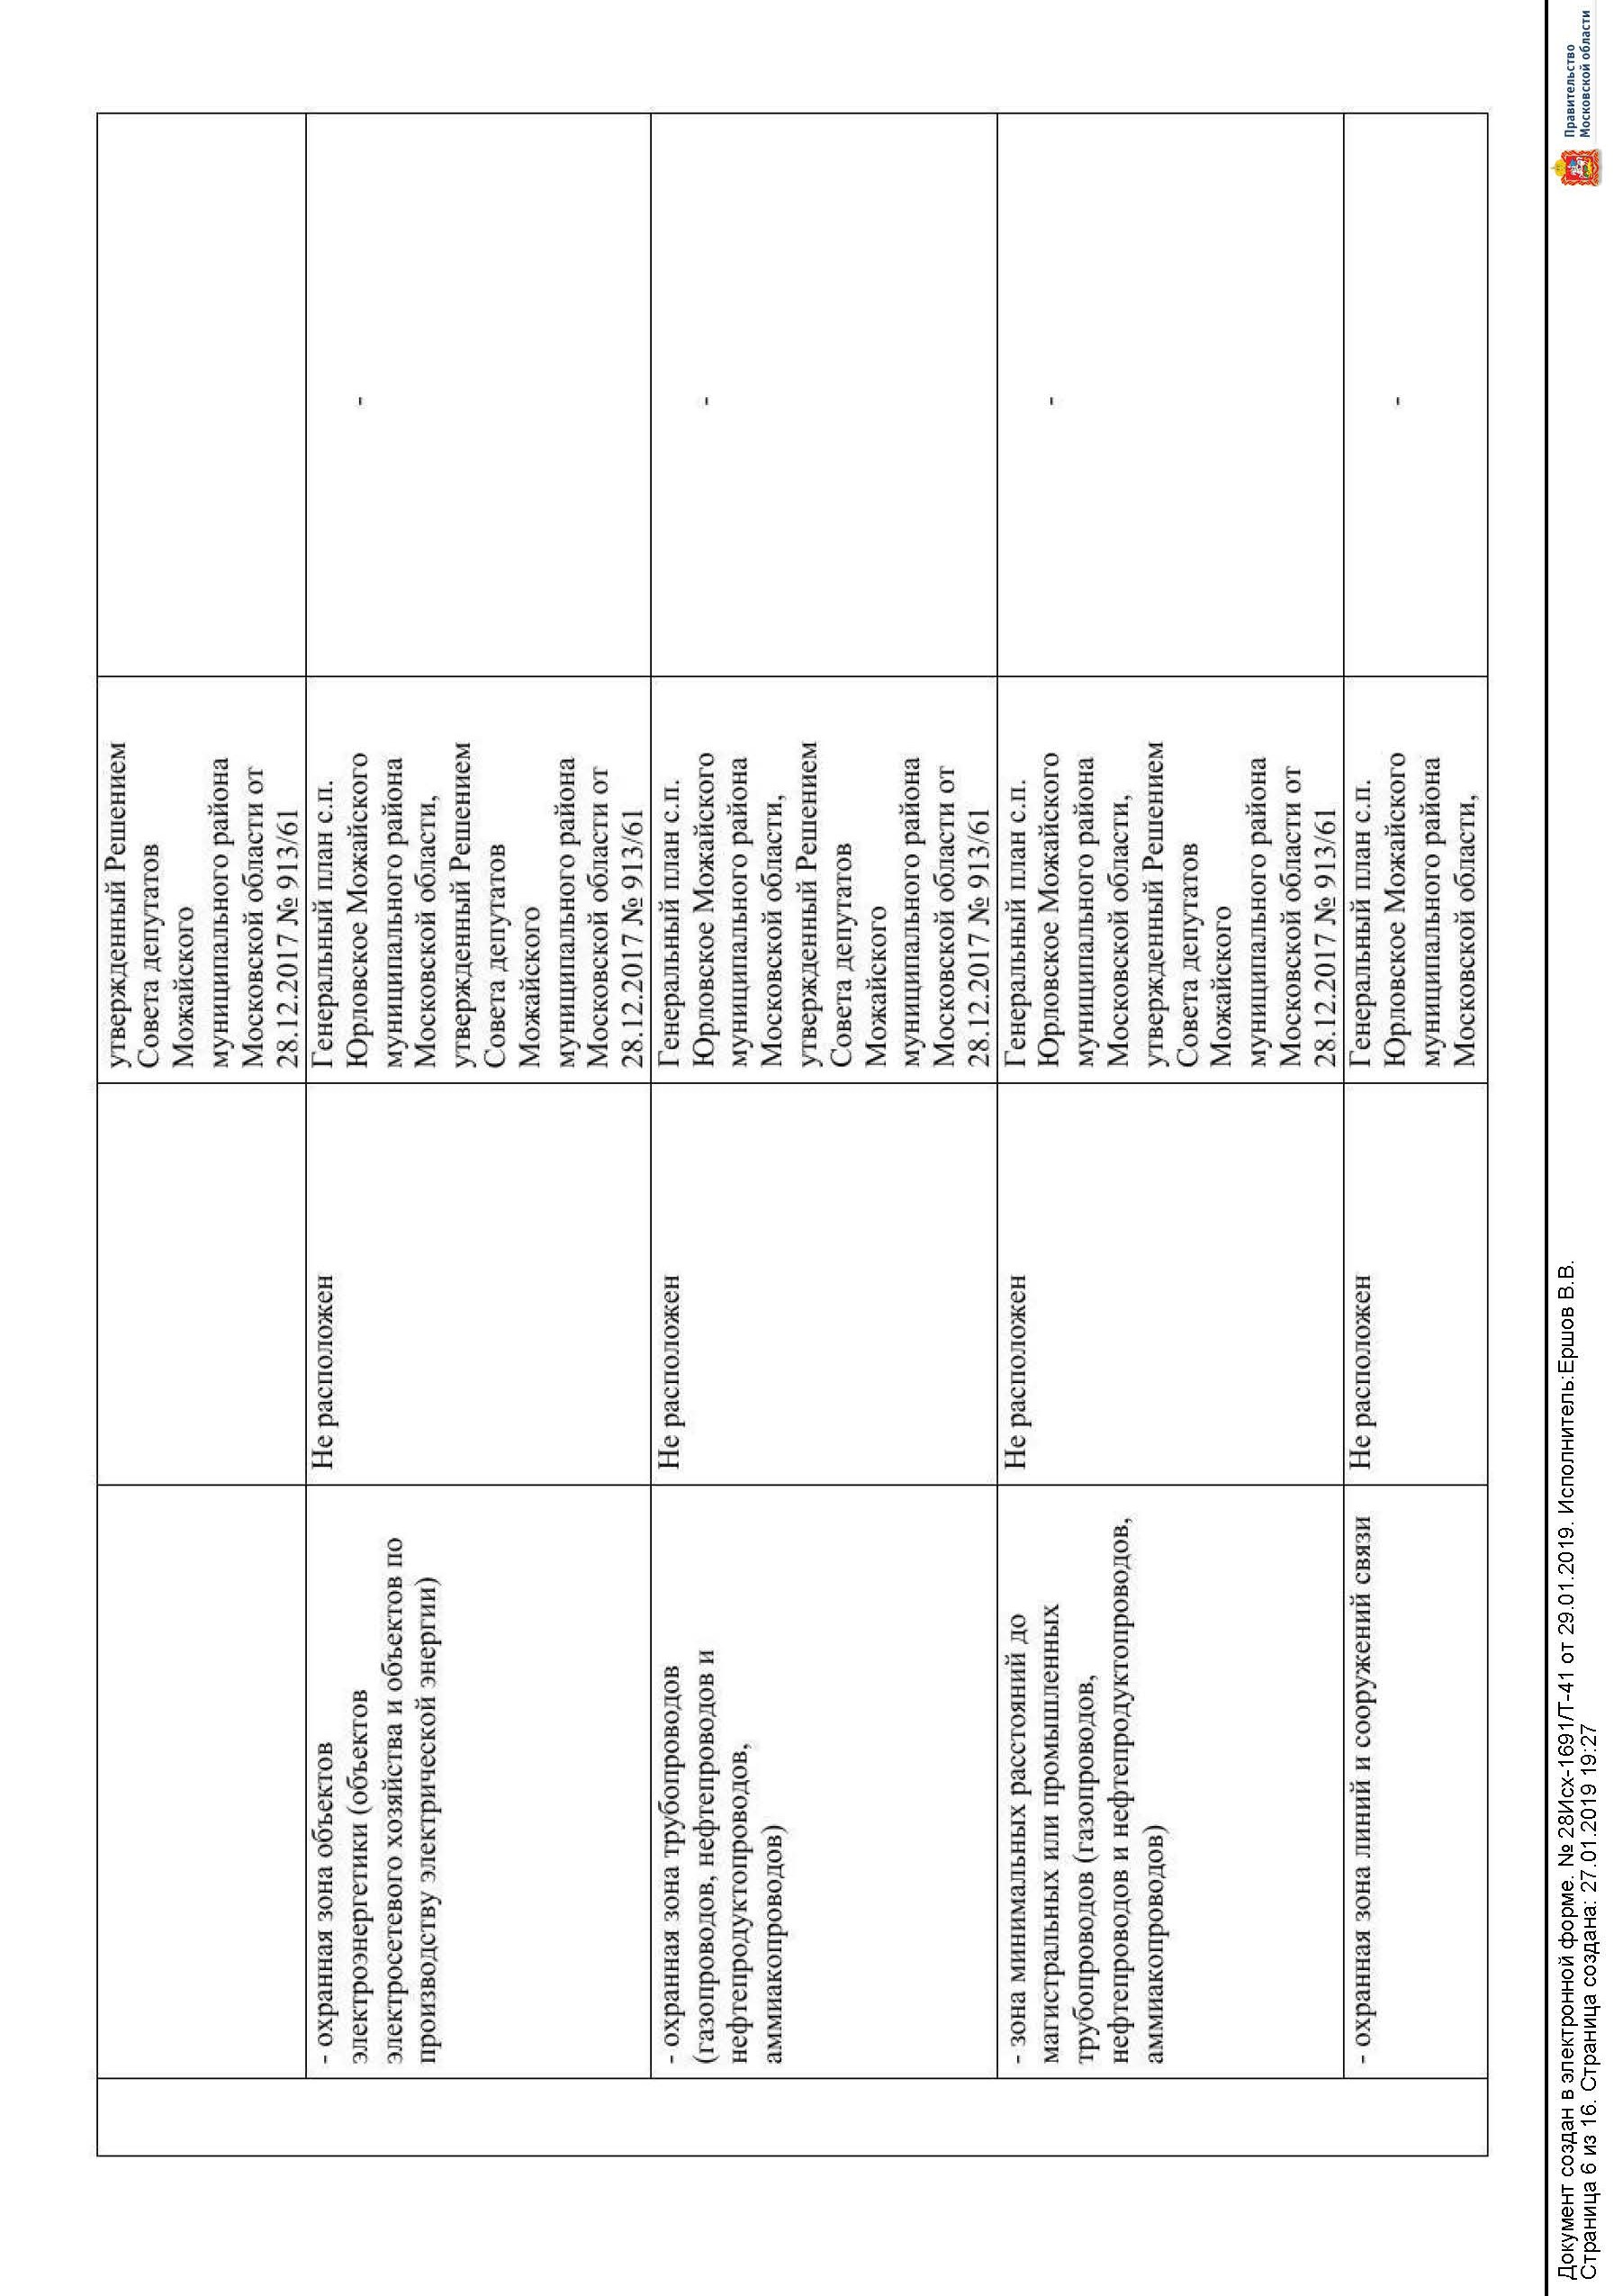 утвержденный Решением
Совета депутатов
Можайского
муниципального района
Московской области от
28.12.2017 № 913/61
- охранная зона объектов
электроэнергетики (объектов
электросетевого хозяйства и объектов по
производству электрической энергии)
Не расположен
Генеральный план с.п.
Юрловское Можайского
муниципального района
Московской области,
утвержденный Решением
Совета депутатов
Можайского
муниципального района
Московской области от
28.12.2017 № 913/61
-
- охранная зона трубопроводов
(газопроводов, нефтепроводов и
нефтепродуктопроводов,
аммиакопроводов)
Не расположен
Генеральный план с.п.
Юрловское Можайского
муниципального района
Московской области,
утвержденный Решением
Совета депутатов
Можайского
муниципального района
Московской области от
28.12.2017 № 913/61
-
- зона минимальных расстояний до
магистральных или промышленных
трубопроводов (газопроводов,
нефтепроводов и нефтепродуктопроводов,
аммиакопроводов)
Не расположен
Генеральный план с.п.
Юрловское Можайского
муниципального района
Московской области,
утвержденный Решением
Совета депутатов
Можайского
муниципального района
Московской области от
28.12.2017 № 913/61
-
- охранная зона линий и сооружений связи
Не расположен
Генеральный план с.п.
Юрловское Можайского
муниципального района
Московской области,
-
Документ создан в электронной форме. № 28Исх-1691/Т-41 от 29.01.2019. Исполнитель:Ершов В.В.
Страница 6 из 16. Страница создана: 27.01.2019 19:27
Правительство
Московской области